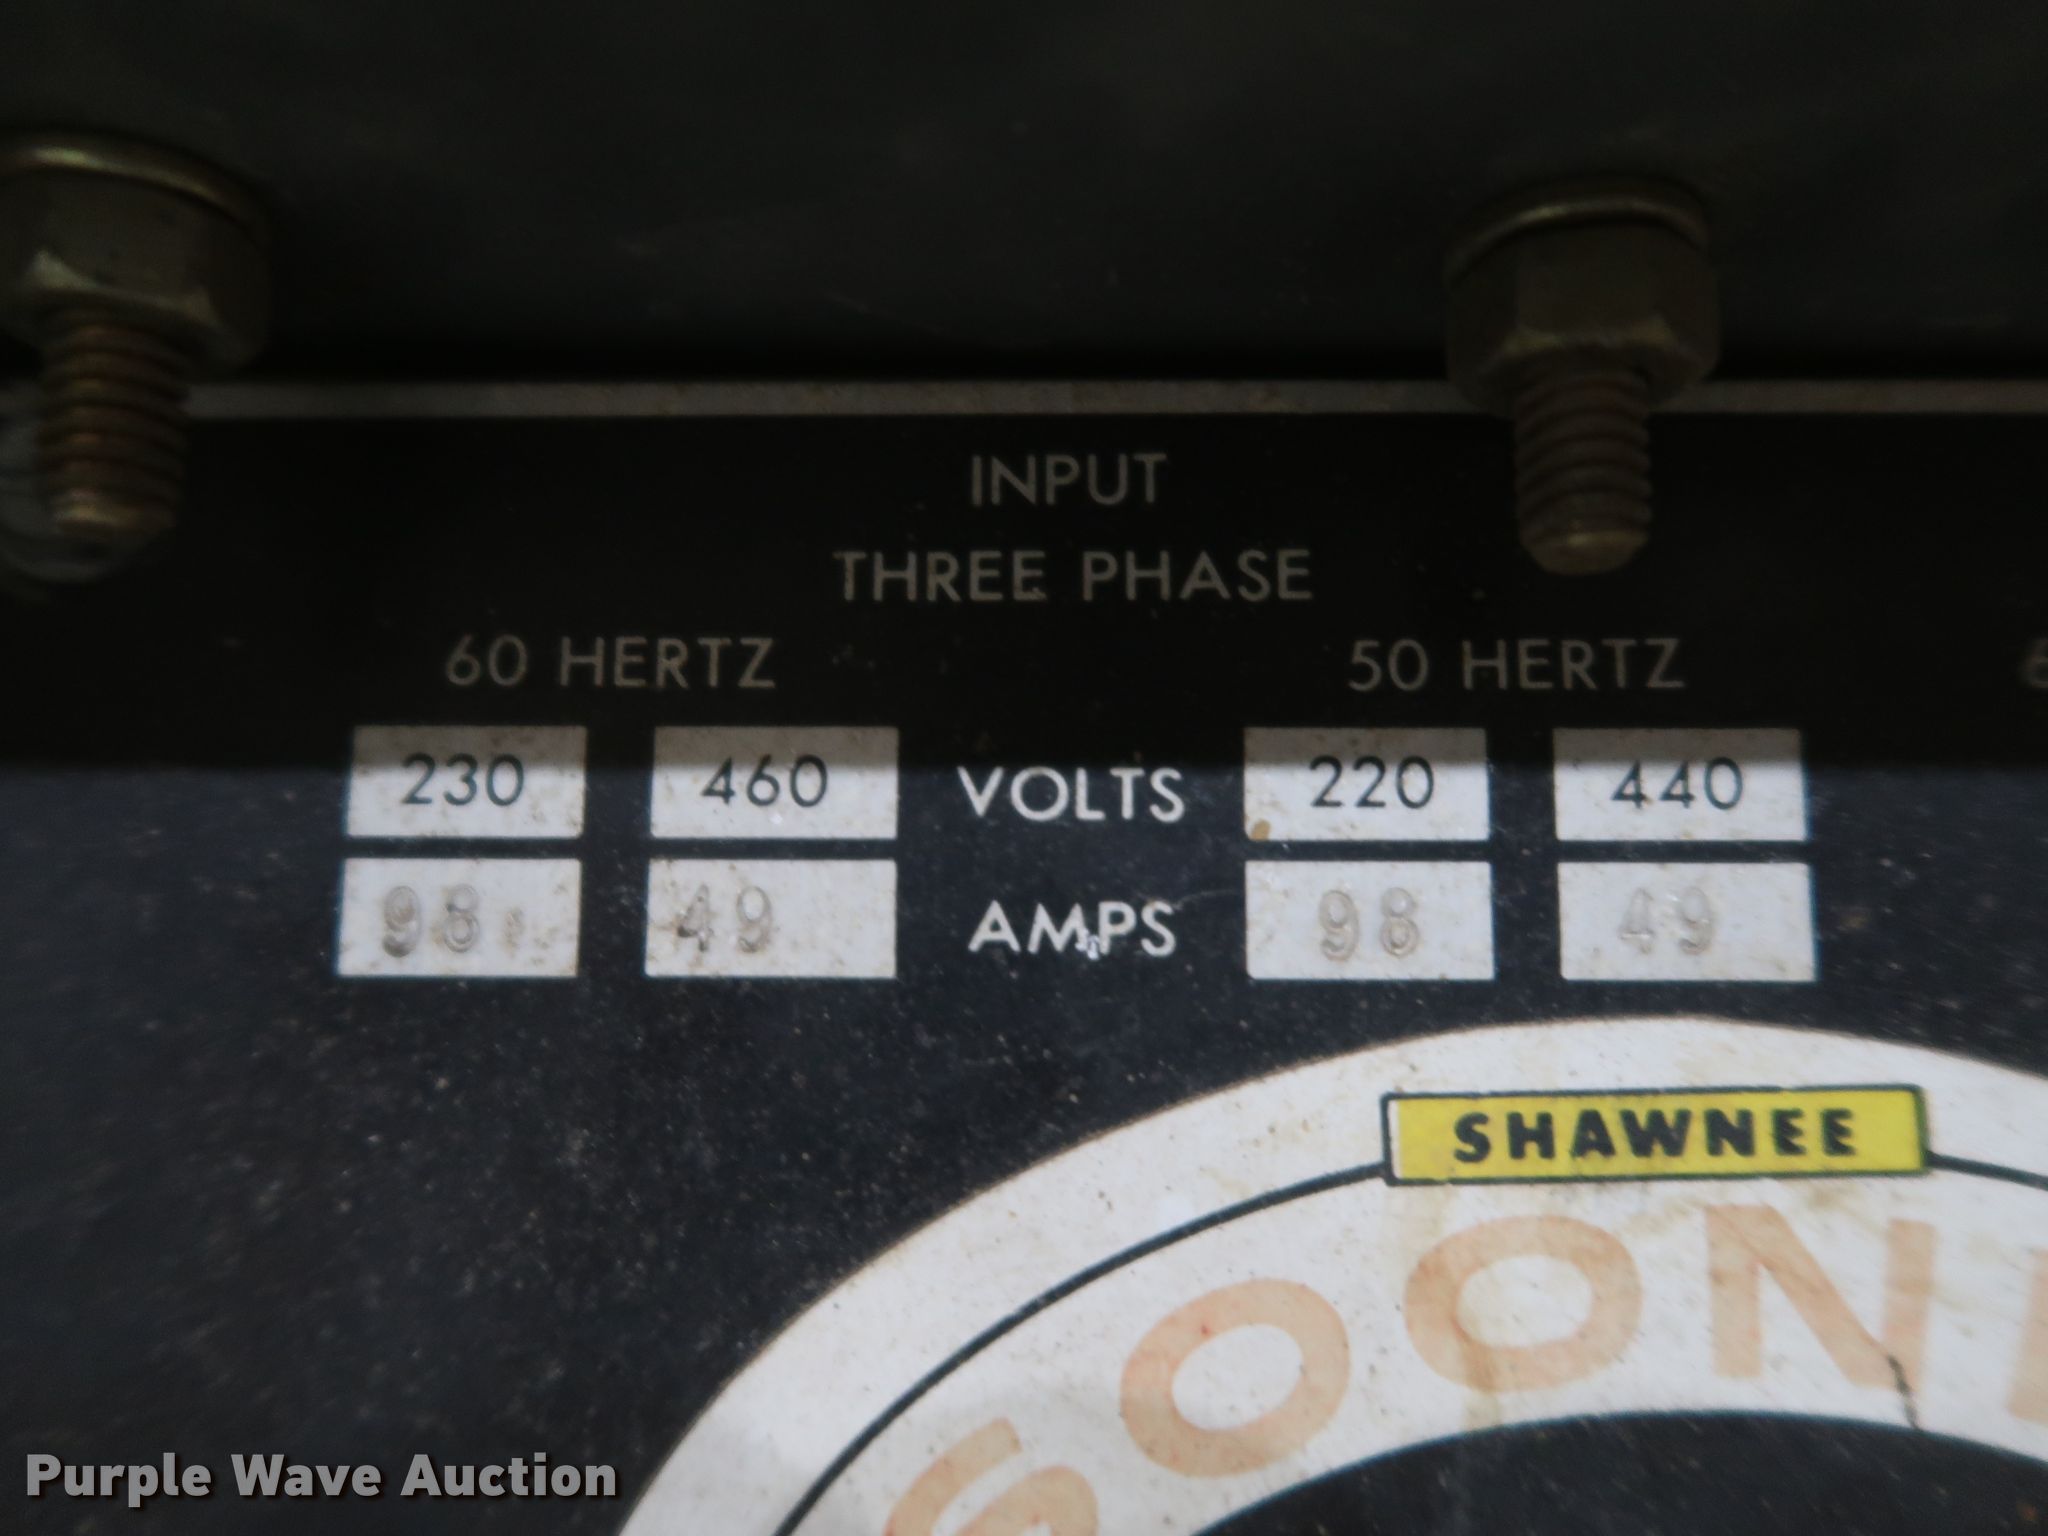 INPUT
THREE PHASE
60 HERTZ 50 HERTZ
230 460 VOLTS 220 440
98 49 AMPS 98 49
SHAWNEE
Purple Wave Auction